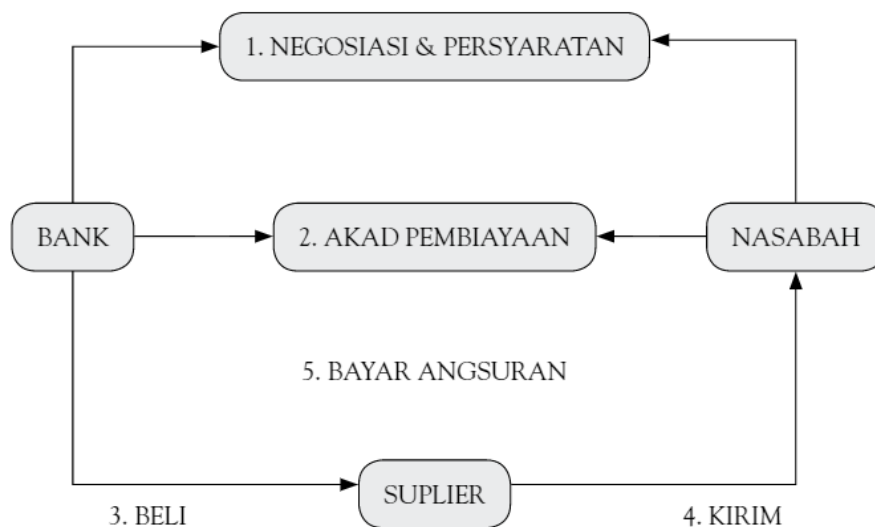 1. NEGOSIASI & PERSYARATAN
BANK
2. AKAD PEMBIAYAAN
NASABAH
5. BAYAR ANGSURAN
SUPLIER
3. BELI
4. KIRIM